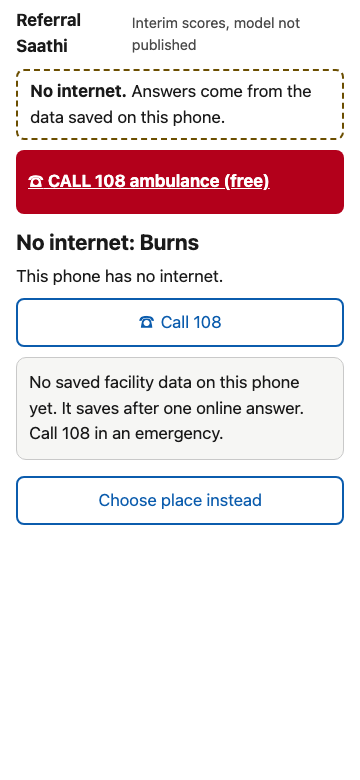 Referral Saathi
Interim scores, model not published
No internet. Answers come from the
data saved on this phone.
☎ CALL 108 ambulance (free)
No internet: Burns
This phone has no internet.
☎ Call 108
No saved facility data on this phone
yet. It saves after one online answer.
Call 108 in an emergency.
Choose place instead